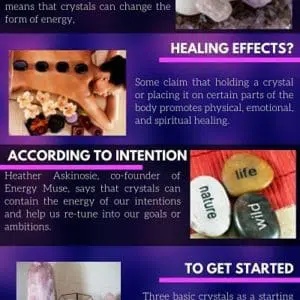 means that crystals can change the
form of energy,
HEALING EFFECTS?
Some claim that holding a crystal
or placing it on certain parts of the
body promotes physical, emotional,
and spiritual healing.
ACCORDING TO INTENTION
Heather Askinosie, co-founder of
Energy Muse, says that crystals can
contain the energy of our intentions
and help us re-tune into our goals or
ambitions.
life
nature
wild
TO GET STARTED
Three basic crystals as a starting